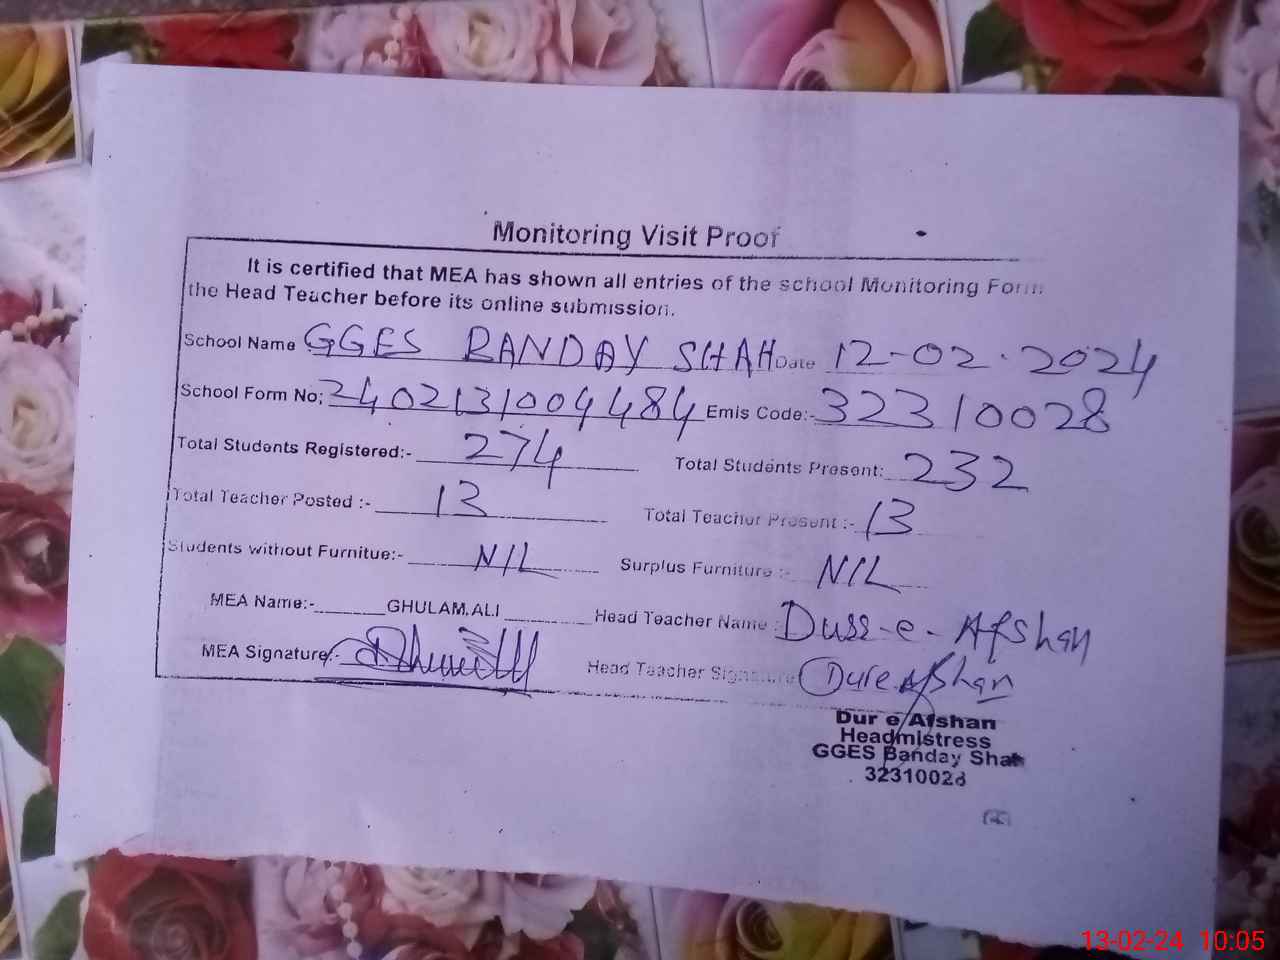 Monitoring Visit Proof
It is certified that MEA has shown all entries of the school Monitoring Form
the Head Teacher before its online submission.
School Name GGES BANDAY SHAH Date 12-02-2024
School Form No: 2402131004484 Emis Code:- 32310028
Total Students Registered:- 274 Total Students Present: 232
Total Teacher Posted :- 13 Total Teacher Present :- 13
Students without Furnitue:- NIL Surplus Furniture :- NIL
MEA Name:- GHULAM ALI Head Teacher Name : Durr-e-Afshan
MEA Signature:- Head Teacher Signature Dure Afshan
Dur e Afshan
Headmistress
GGES Banday Shah
32310028
13-02-24 10:05